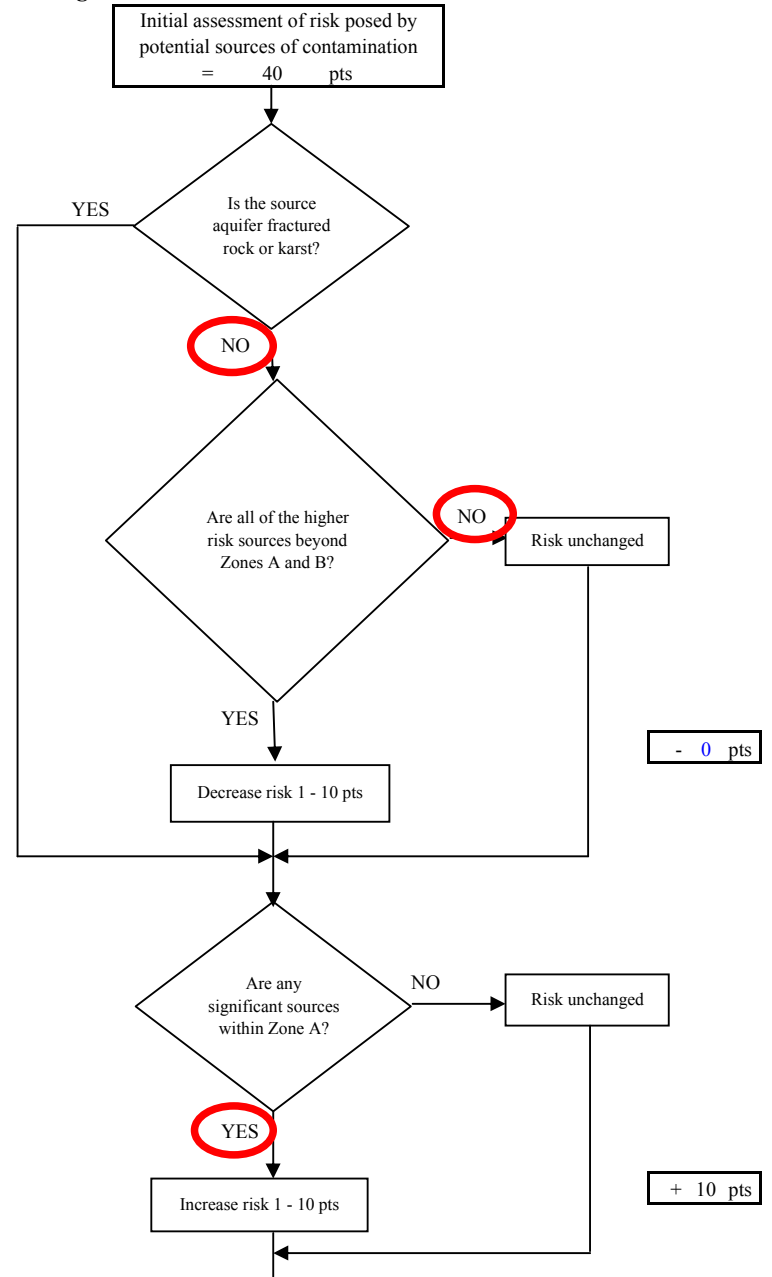 Initial assessment of risk posed by
potential sources of contamination
= 40 pts
YES
Is the source
aquifer fractured
rock or karst?
NO
Are all of the higher
risk sources beyond
Zones A and B?
NO
Risk unchanged
YES
- 0 pts
Decrease risk 1 - 10 pts
Are any
significant sources
within Zone A?
NO
Risk unchanged
YES
+ 10 pts
Increase risk 1 - 10 pts